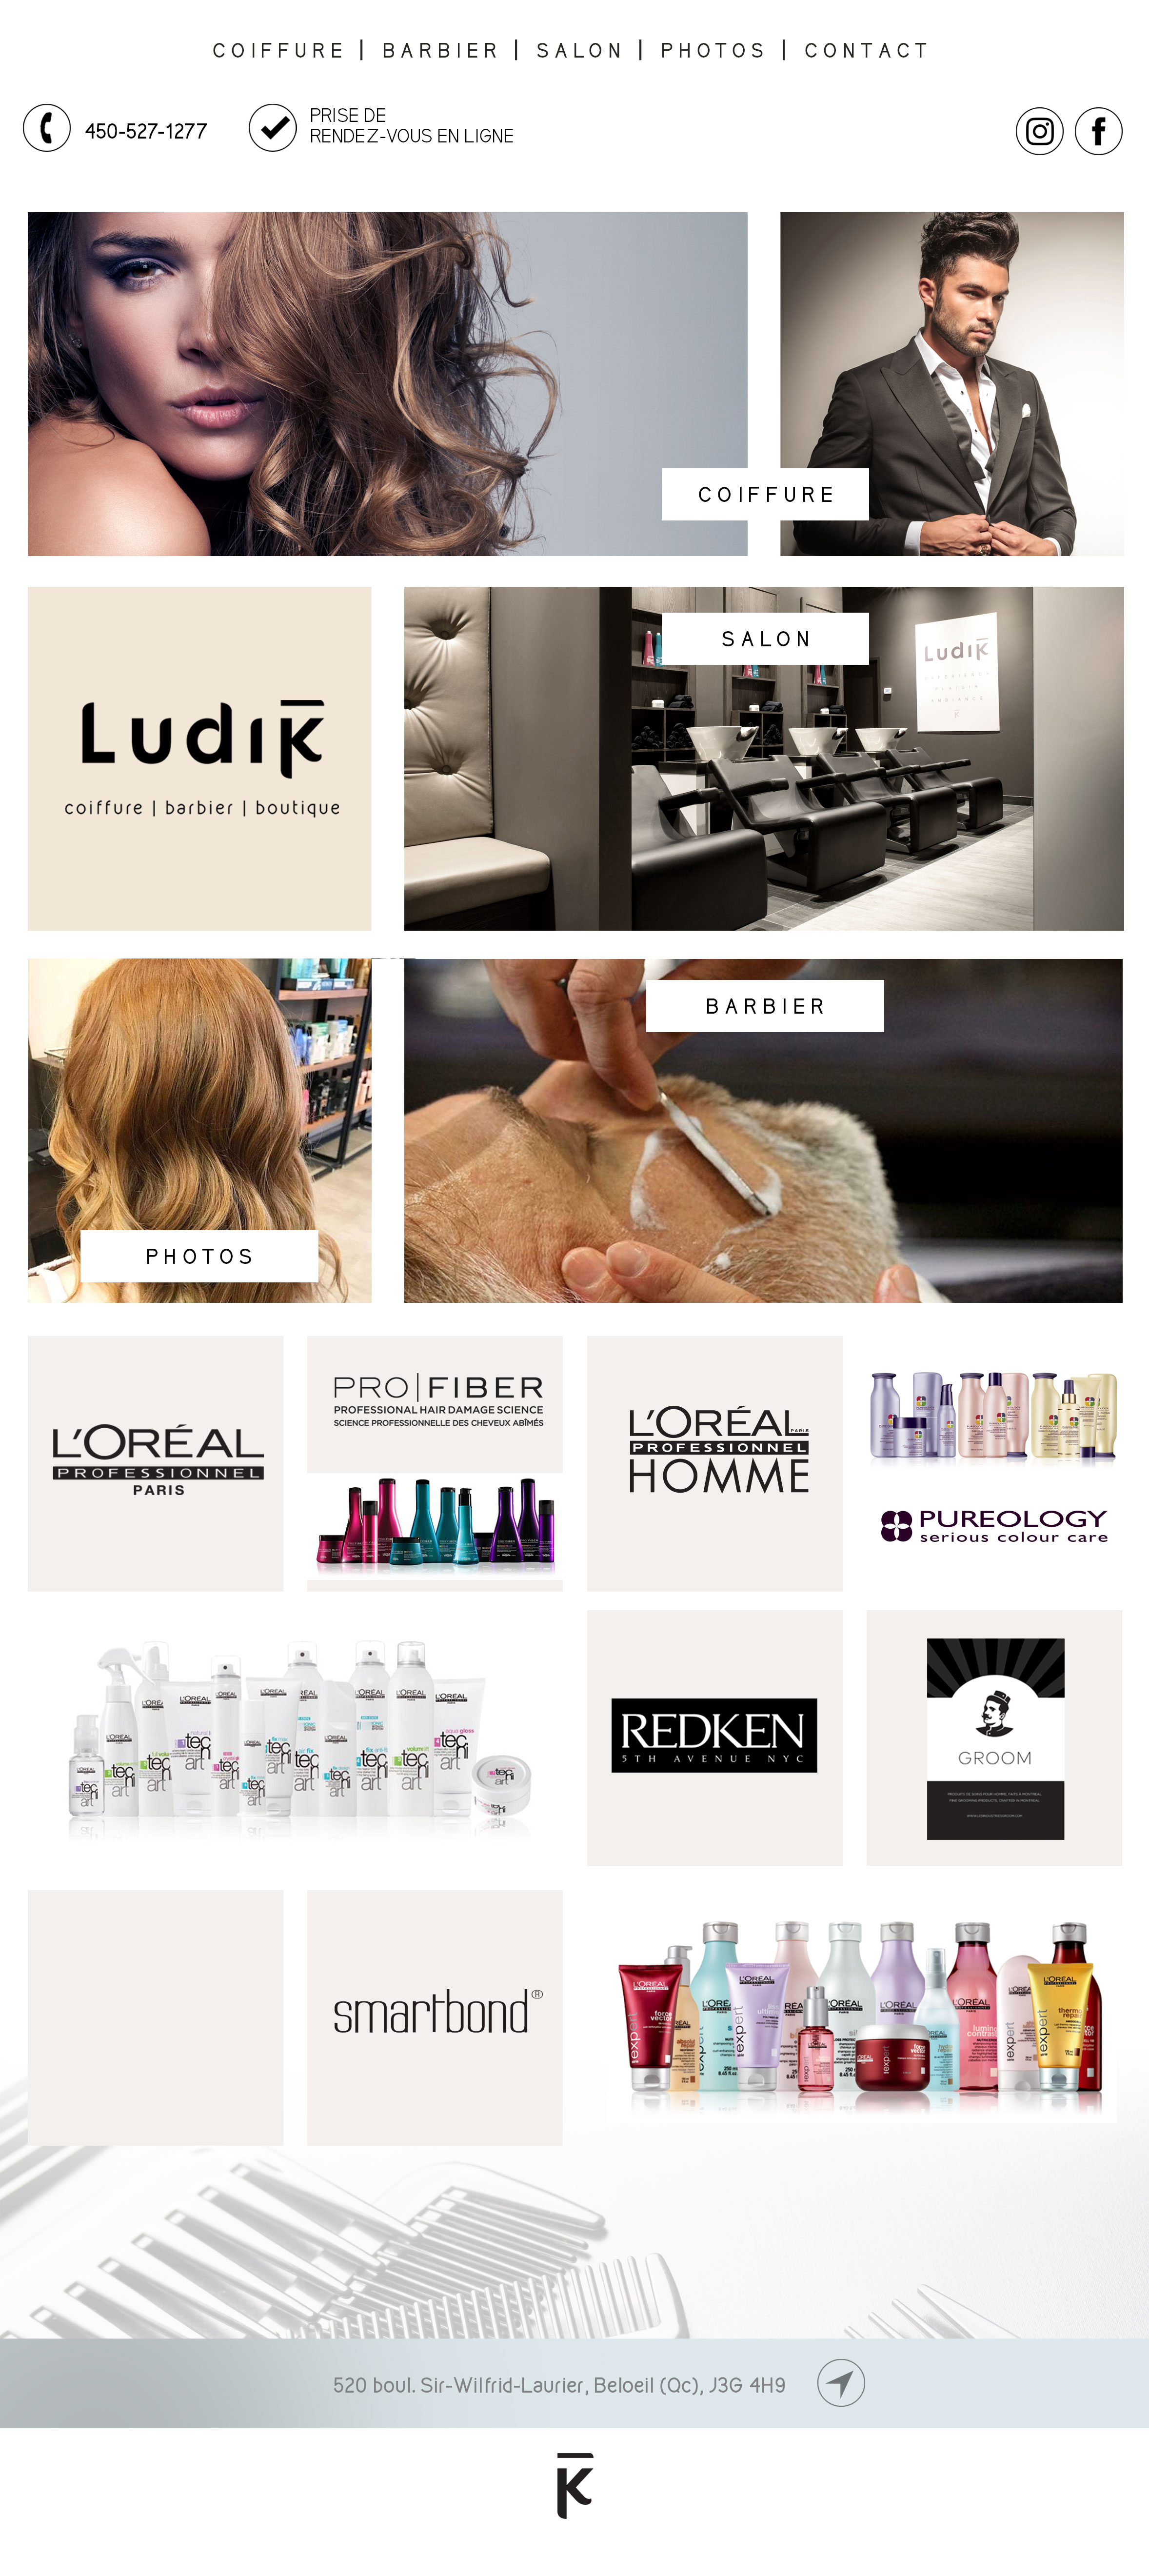 COIFFURE | BARBIER | SALON | PHOTOS | CONTACT
450-527-1277
PRISE DE
RENDEZ-VOUS EN LIGNE
COIFFURE
SALON
Ludik
Ludik
coiffure | barbier | boutique
BARBIER
PHOTOS
L'ORÉAL
PROFESSIONNEL
PARIS
PRO|FIBER
PROFESSIONAL HAIR DAMAGE SCIENCE
SCIENCE PROFESSIONNELLE DES CHEVEUX ABÎMÉS
L'ORÉAL
PARIS
PROFESSIONNEL
HOMME
PUREOLOGY
serious colour care
REDKEN
5TH AVENUE NYC
GROOM
smartbond®
520 boul. Sir-Wilfrid-Laurier, Beloeil (Qc), J3G 4H9
K